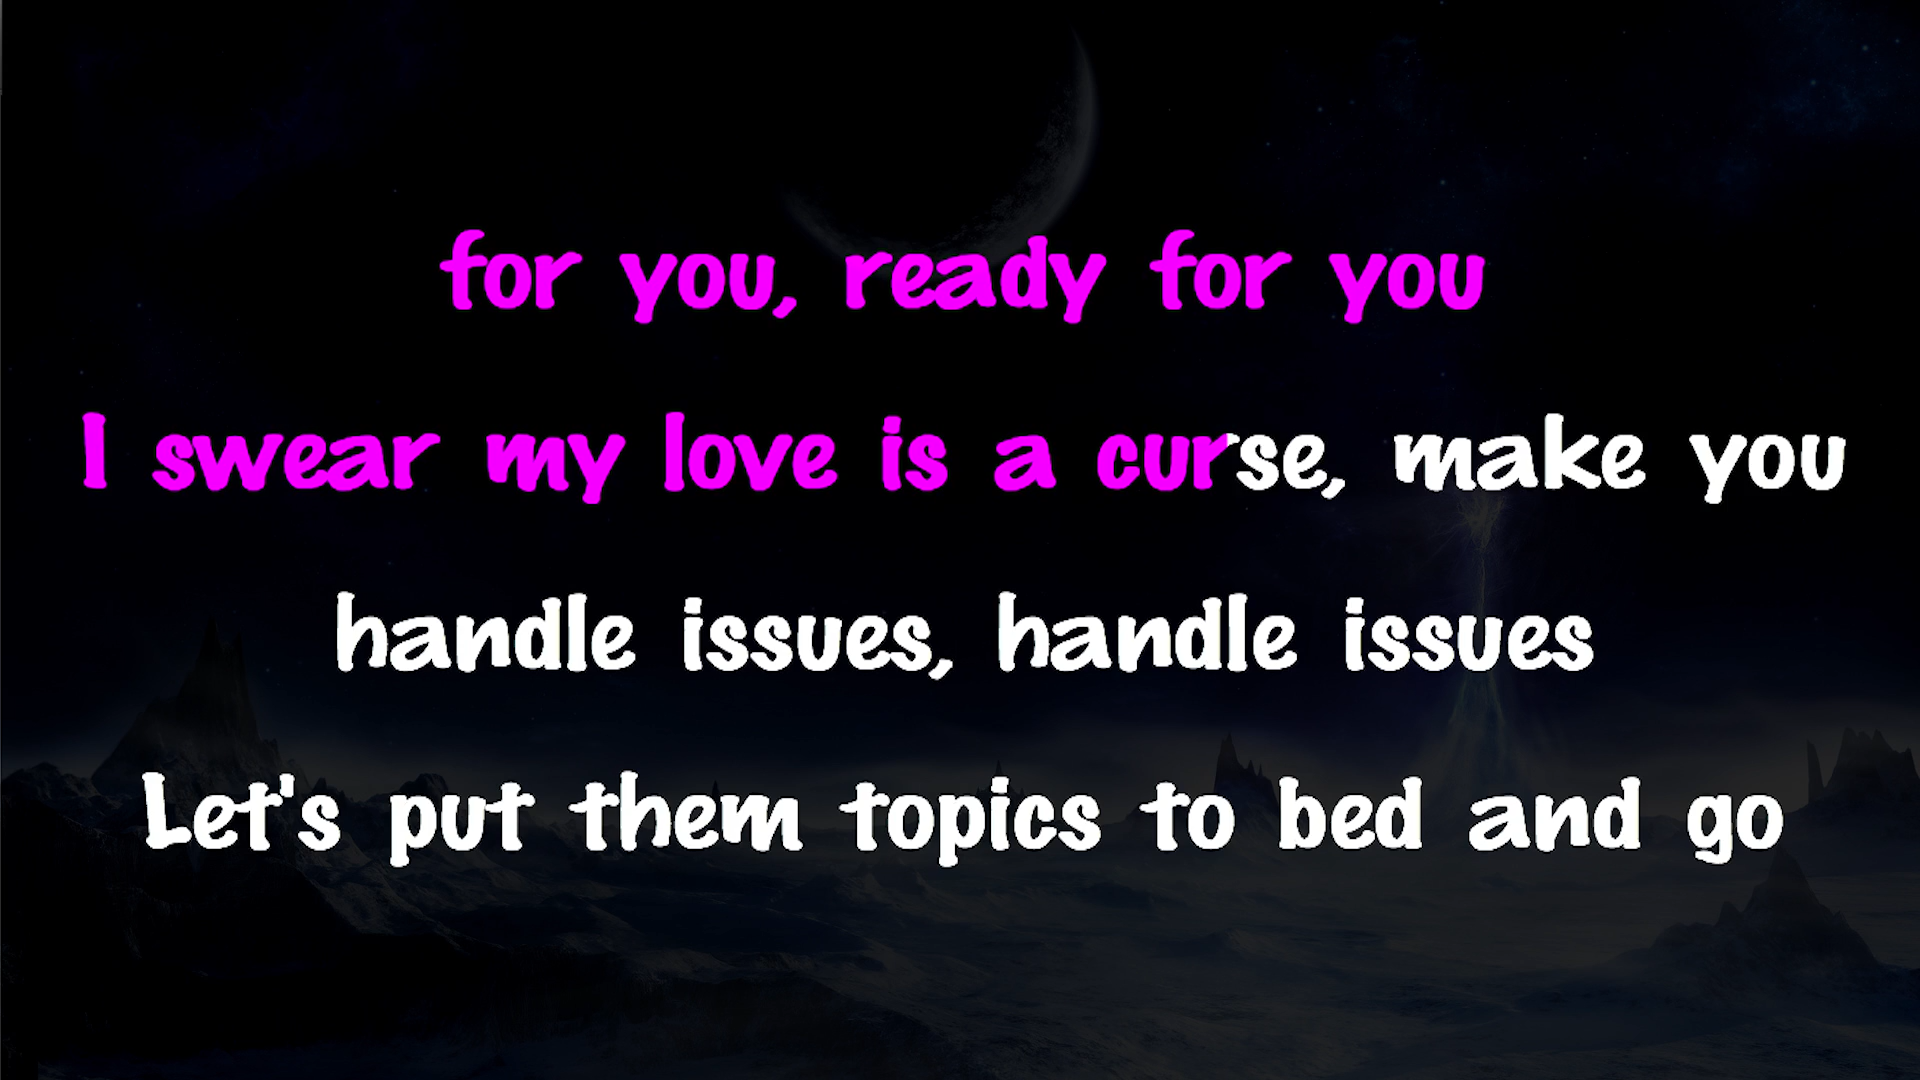 for you, ready for you
I swear my love is a curse, make you
handle issues, handle issues
Let's put them topics to bed and go